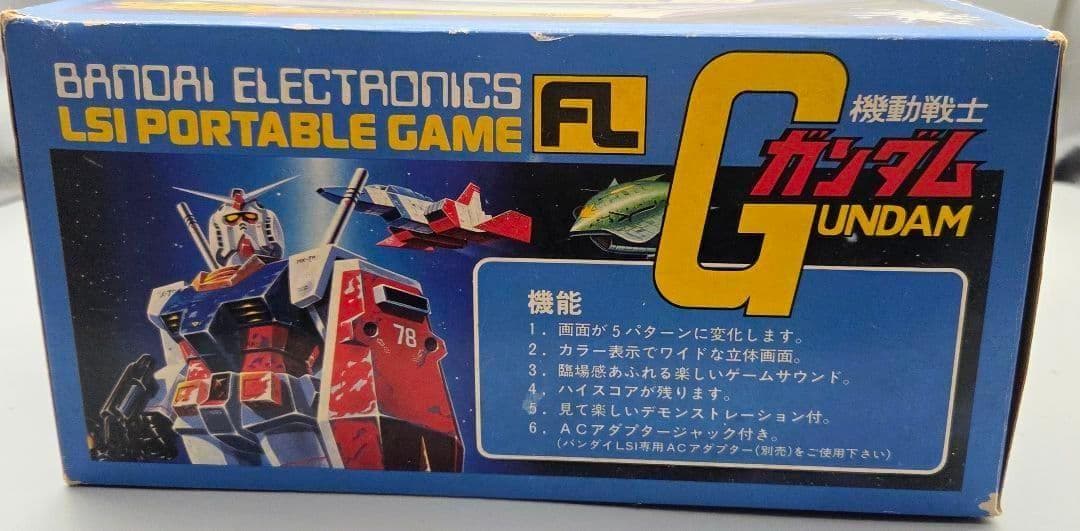 BANDAI ELECTRONICS
LSI PORTABLE GAME
FL
機動戦士
ガンダム
GUNDAM
78
機能
1. 画面が5パターンに変化します。
2. カラー表示でワイドな立体画面。
3. 臨場感あふれる楽しいゲームサウンド。
4. ハイスコアが残ります。
5. 見て楽しいデモンストレーション付。
6. ACアダプタージャック付き。
(バンダイLSI専用ACアダプター(別売)をご使用下さい)